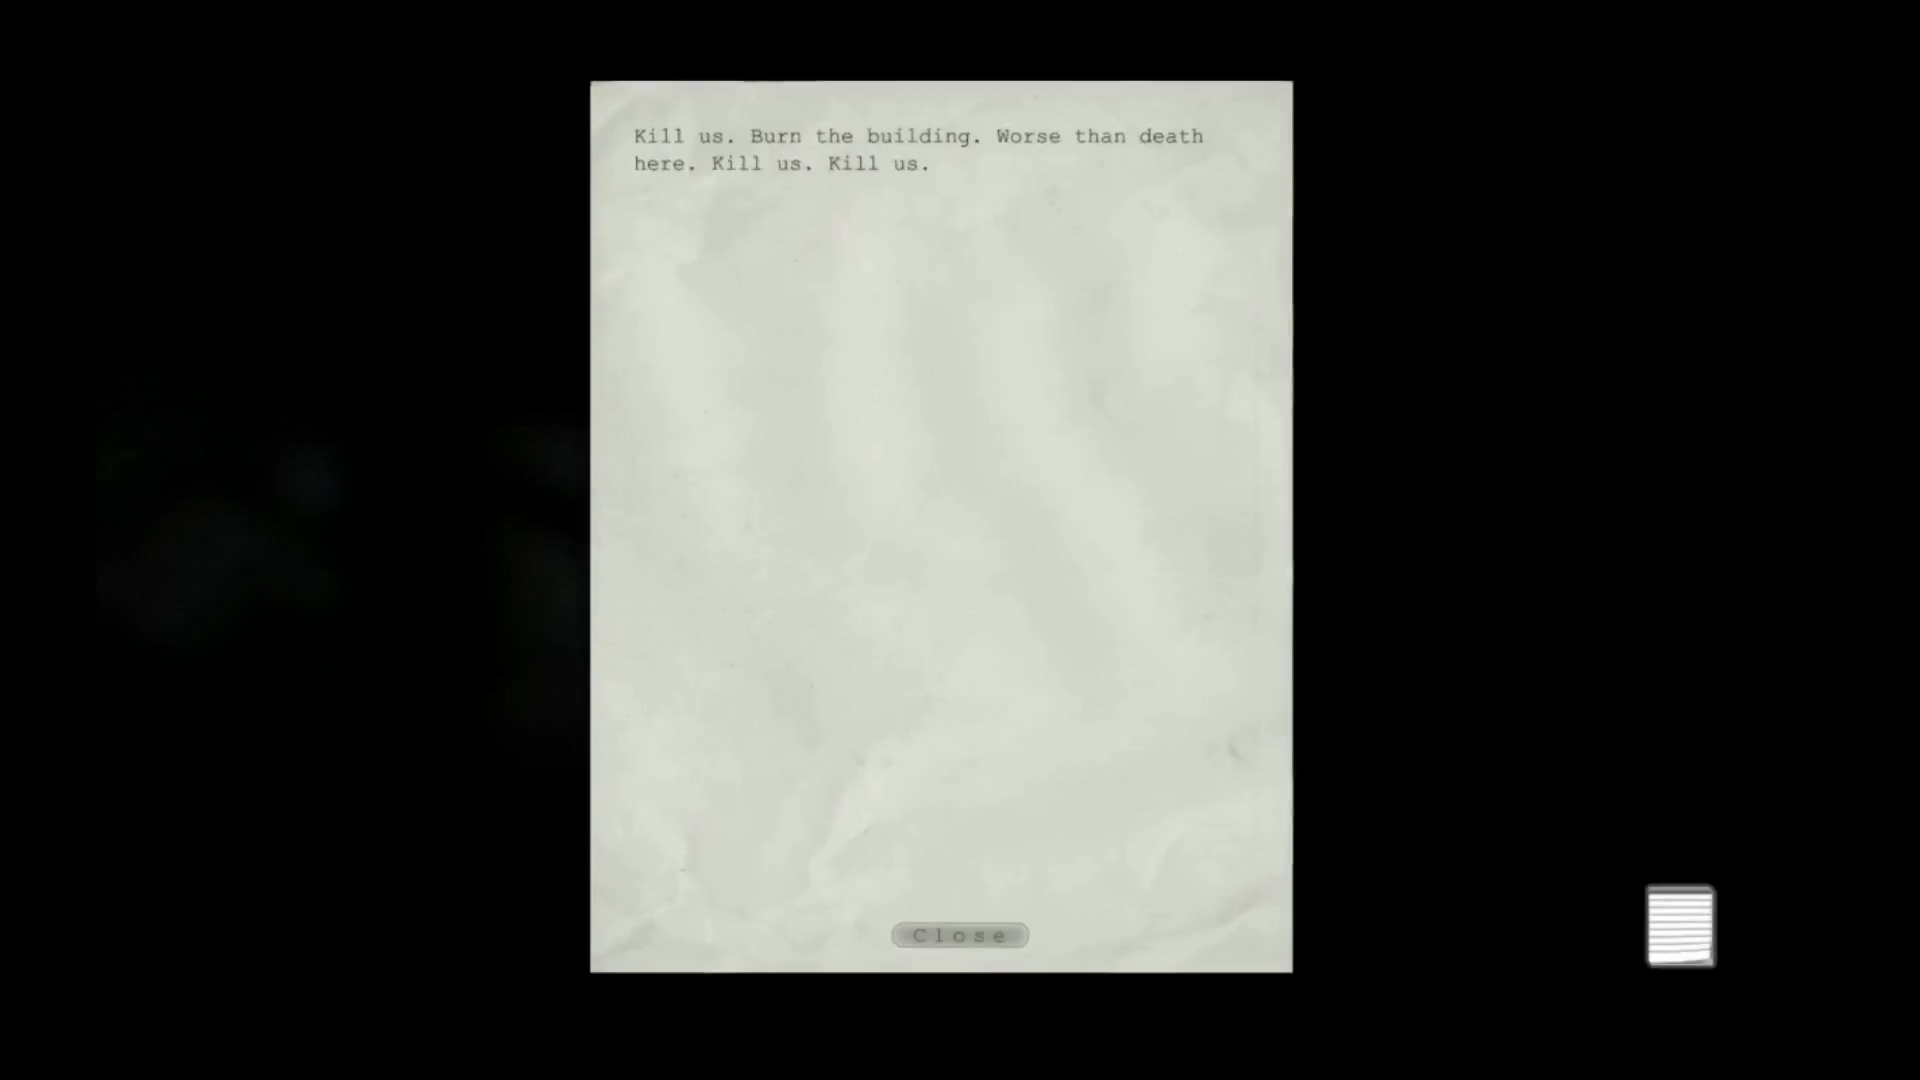 Kill us. Burn the building. Worse than death
here. Kill us. Kill us.
Close